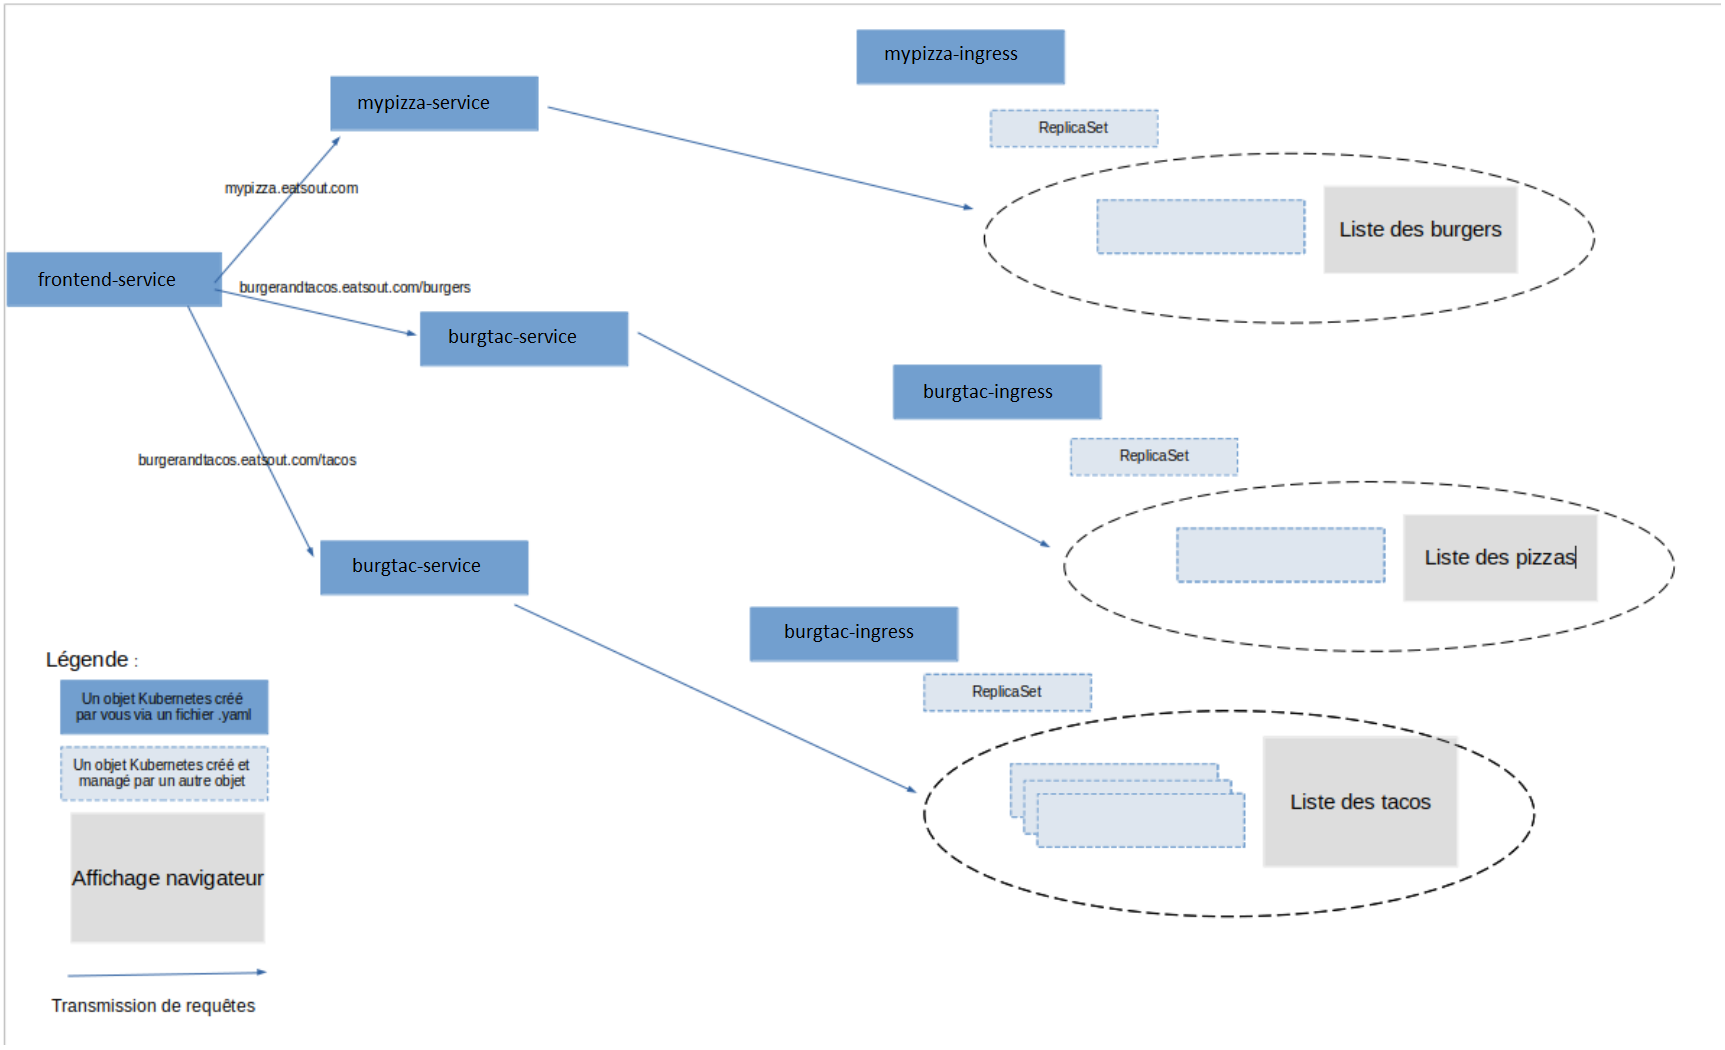 mypizza-ingress
mypizza-service
ReplicaSet
mypizza.eatsout.com
Liste des burgers
frontend-service
burgerandtacos.eatsout.com/burgers
burgtac-service
burgtac-ingress
ReplicaSet
burgerandtacos.eatsout.com/tacos
Liste des pizzas
burgtac-service
burgtac-ingress
ReplicaSet
Liste des tacos
Légende :
Un objet Kubernetes créé
par vous via un fichier .yaml
Un objet Kubernetes créé et
managé par un autre objet
Affichage navigateur
Transmission de requêtes